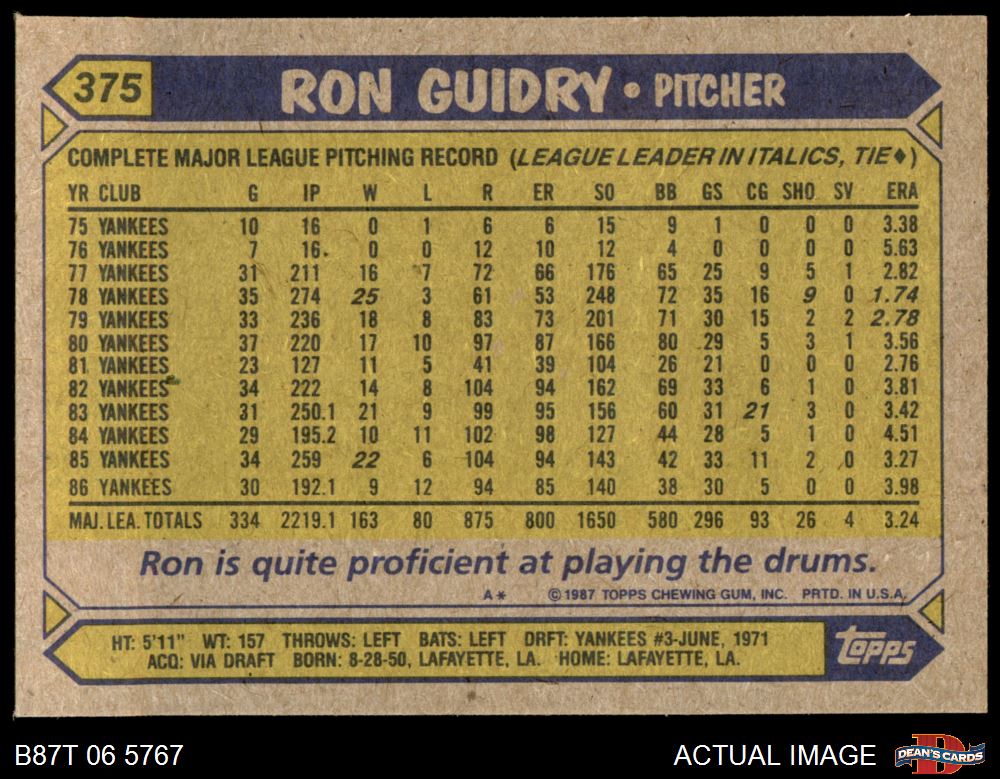 375 RON GUIDRY • PITCHER
COMPLETE MAJOR LEAGUE PITCHING RECORD (LEAGUE LEADER IN ITALICS, TIE♦)
YR CLUB G IP W L R ER SO BB GS CG SHO SV ERA
75 YANKEES 10 16 0 1 6 6 15 9 1 0 0 0 3.38
76 YANKEES 7 16 0 0 12 10 12 4 0 0 0 0 5.63
77 YANKEES 31 211 16 7 72 66 176 65 25 9 5 1 2.82
78 YANKEES 35 274 25 3 61 53 248 72 35 16 9 0 1.74
79 YANKEES 33 236 18 8 83 73 201 71 30 15 2 2 2.78
80 YANKEES 37 220 17 10 97 87 166 80 29 5 3 1 3.56
81 YANKEES 23 127 11 5 41 39 104 26 21 0 0 0 2.76
82 YANKEES 34 222 14 8 104 94 162 69 33 6 1 0 3.81
83 YANKEES 31 250.1 21 9 99 95 156 60 31 21 3 0 3.42
84 YANKEES 29 195.2 10 11 102 98 127 44 28 5 1 0 4.51
85 YANKEES 34 259 22 6 104 94 143 42 33 11 2 0 3.27
86 YANKEES 30 192.1 9 12 94 85 140 38 30 5 0 0 3.98
MAJ. LEA. TOTALS 334 2219.1 163 80 875 800 1650 580 296 93 26 4 3.24
Ron is quite proficient at playing the drums.
A* © 1987 TOPPS CHEWING GUM, INC. PRTD. IN U.S.A.
HT: 5'11" WT: 157 THROWS: LEFT BATS: LEFT DRFT: YANKEES #3-JUNE, 1971
ACQ: VIA DRAFT BORN: 8-28-50, LAFAYETTE, LA. HOME: LAFAYETTE, LA.
Topps
B87T 06 5767 ACTUAL IMAGE D DEAN'S CARDS